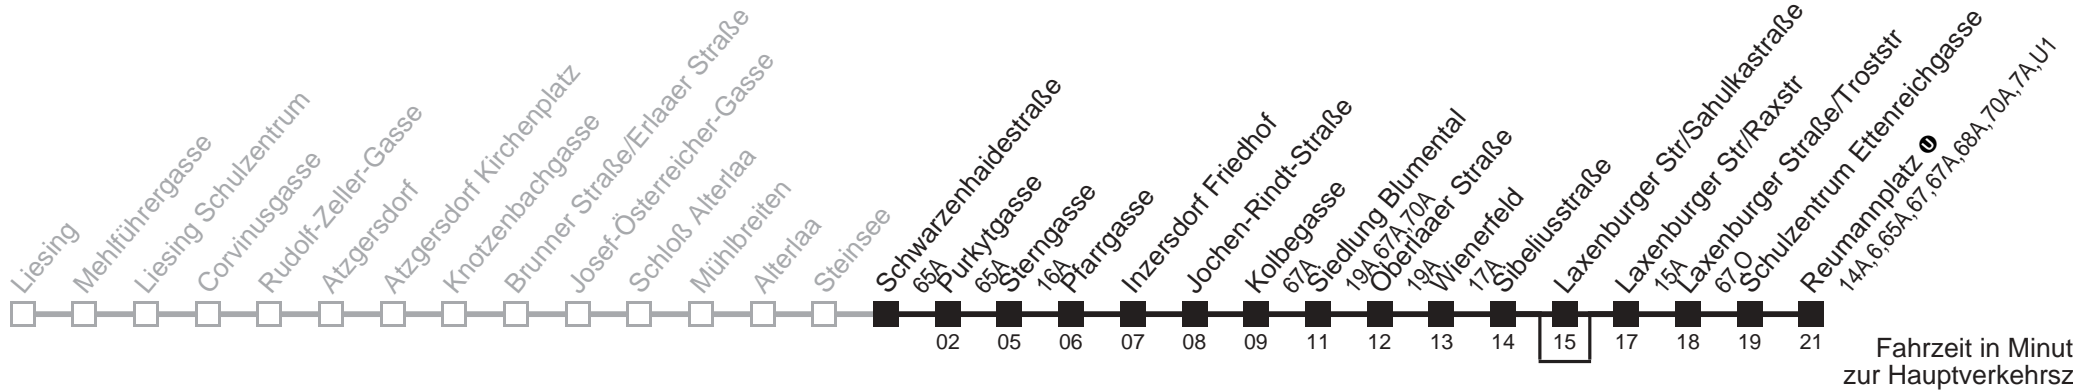 Liesing
Mehlführergasse
Liesing Schulzentrum
Corvinusgasse
Rudolf-Zeller-Gasse
Atzgersdorf
Atzgersdorf Kirchenplatz
Knotzenbachgasse
Brunner Straße/Erlaaer Straße
Josef-Österreicher-Gasse
Schloß Alterlaa
Mühlbreiten
Alterlaa
Steinsee
Schwarzenhaidestraße
65A
Purkytgasse
65A
Sterngasse
16A
Pfarrgasse
Inzersdorf Friedhof
Jochen-Rindt-Straße
Kolbegasse
67A
Siedlung Blumental
19A 67A,70A
Oberlaaer Straße
19A
Wienerfeld
17A
Sibeliusstraße
Laxenburger Str/Sahulkastraße
Laxenburger Str/Raxstr
15A
Laxenburger Straße/Troststr
67,O
Schulzentrum Ettenreichgasse
Reumannplatz U
14A,6,65A,67,67A,68A,70A,7A,U1
02 05 06 07 08 09 11 12 13 14 15 17 18 19 21
Fahrzeit in Minut
zur Hauptverkehrsz